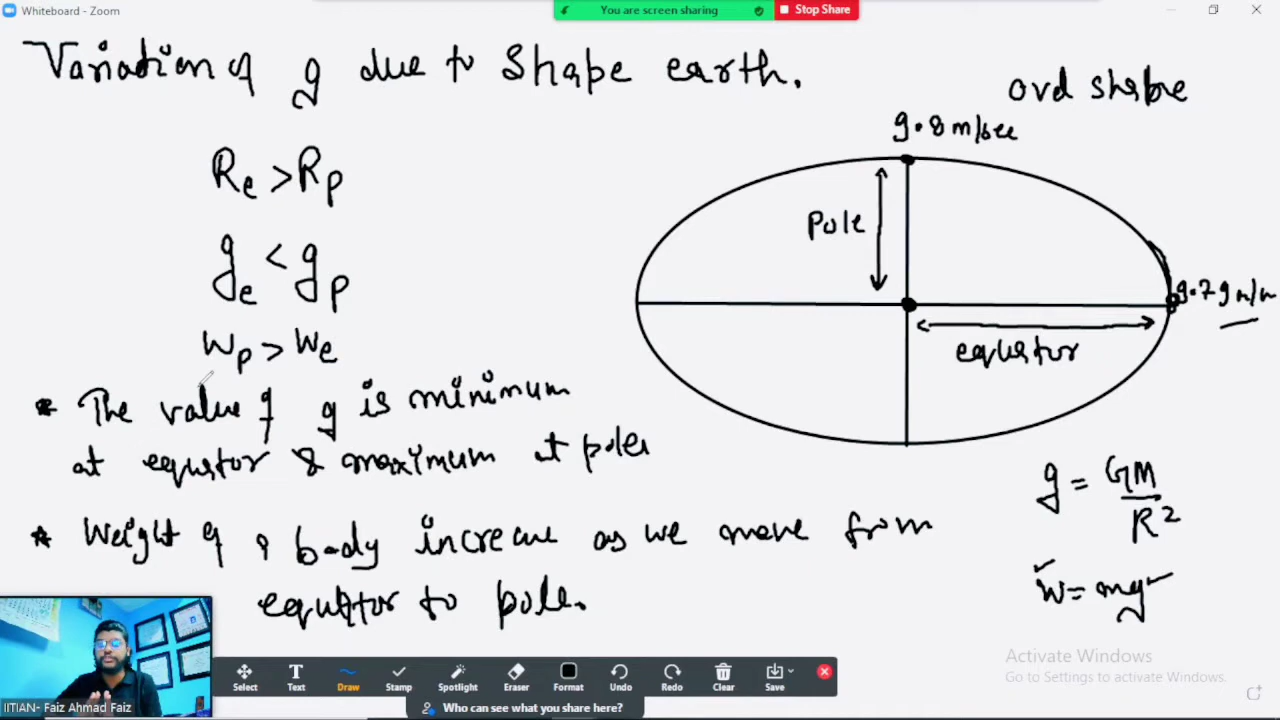 Whiteboard - Zoom
You are screen sharing
Stop Share
Variation of g due to Shape earth.
ovd shape
9.8 m/sec
Re > Rp
Pole
ge < gp
9.79 m/m
Wp > We
equator
* The value of g is minimum
at equator & maximum at poles
g = GM
R²
* Weight of a body increase as we move from
equator to pole.
W = mg
Activate Windows
Go to Settings to activate Windows.
Select
Text
Draw
Stamp
Spotlight
Eraser
Format
Undo
Redo
Clear
Save
IITIAN- Faiz Ahmad Faiz
Who can see what you share here?